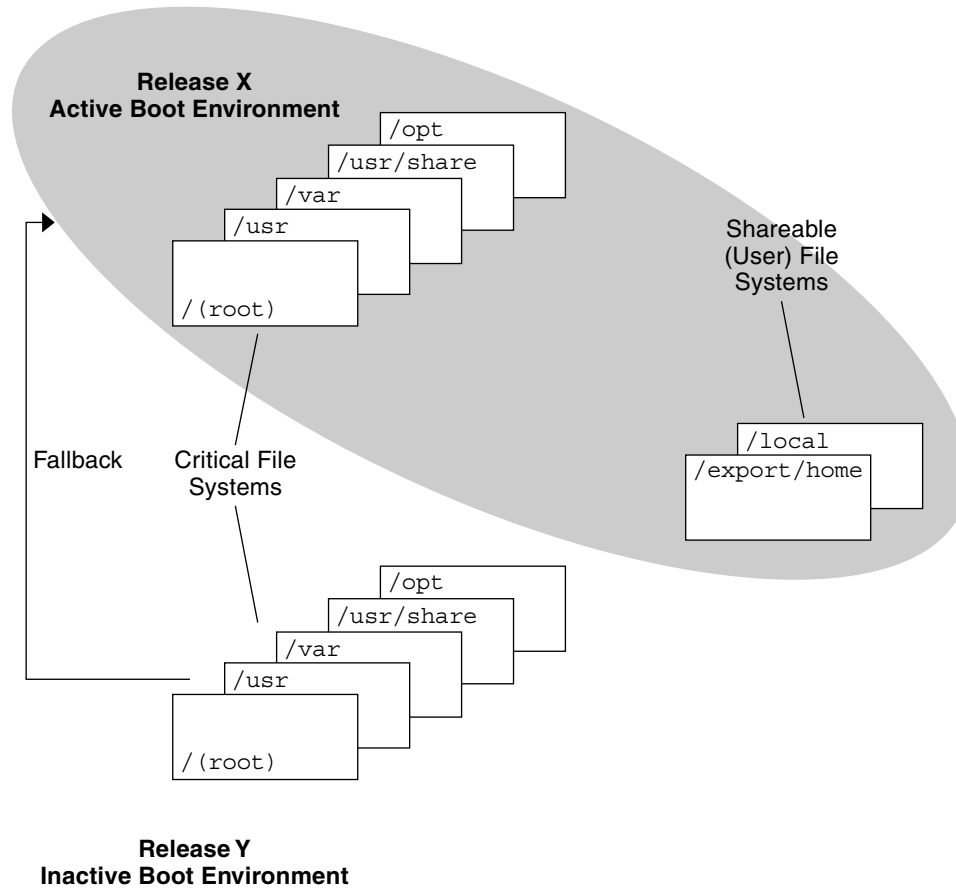 Release X
Active Boot Environment
/opt
/usr/share
/var
/usr
/(root)
Shareable
(User) File
Systems
/local
/export/home
Fallback
Critical File
Systems
/opt
/usr/share
/var
/usr
/(root)
Release Y
Inactive Boot Environment